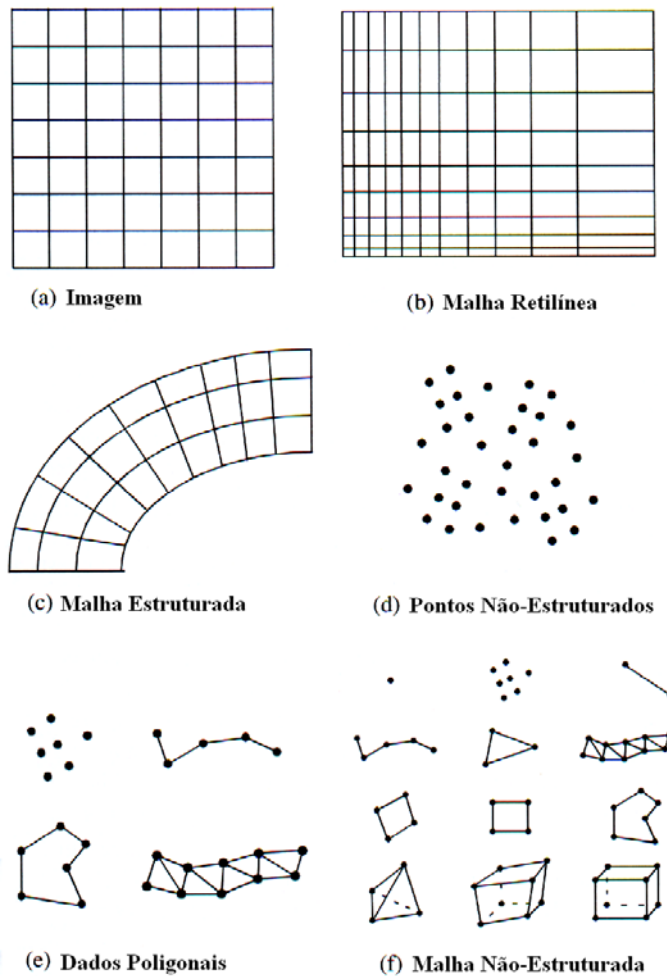 (a) Imagem
(b) Malha Retilínea
(c) Malha Estruturada
(d) Pontos Não-Estruturados
(e) Dados Poligonais
(f) Malha Não-Estruturada